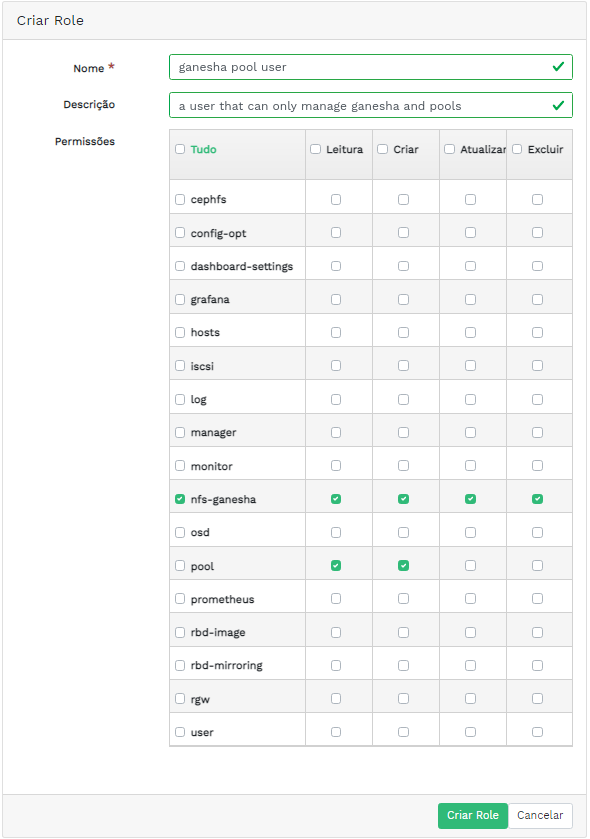 Criar Role
Nome *
ganesha pool user
Descrição
a user that can only manage ganesha and pools
Permissões
Tudo Leitura Criar Atualizar Excluir
cephfs
config-opt
dashboard-settings
grafana
hosts
iscsi
log
manager
monitor
nfs-ganesha
osd
pool
prometheus
rbd-image
rbd-mirroring
rgw
user
Criar Role Cancelar